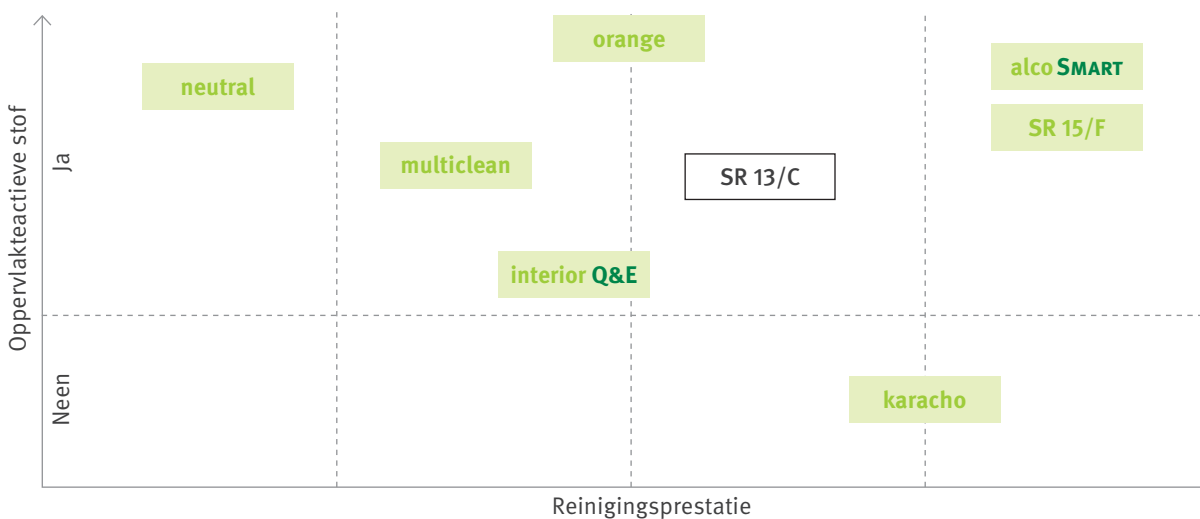 orange
alco SMART
neutral
SR 15/F
multiclean
SR 13/C
interior Q&E
karacho
Oppervlakteactieve stof
Ja
Neen
Reinigingsprestatie